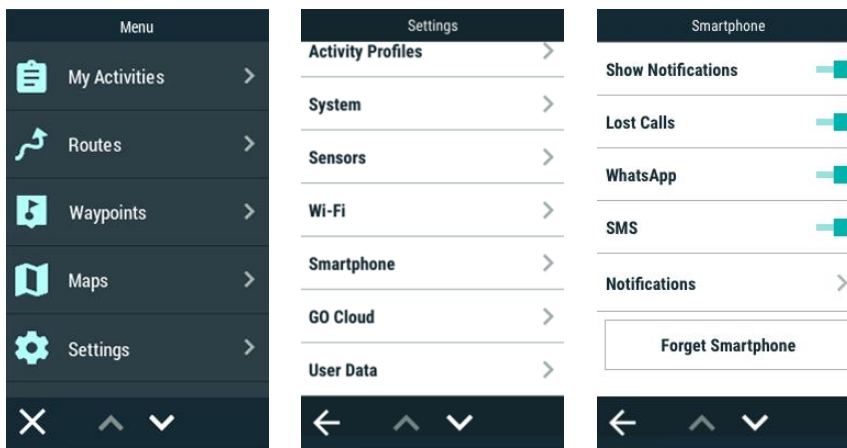 Menu
My Activities
Routes
Waypoints
Maps
Settings
Settings
Activity Profiles
System
Sensors
Wi-Fi
Smartphone
GO Cloud
User Data
Smartphone
Show Notifications
Lost Calls
WhatsApp
SMS
Notifications
Forget Smartphone